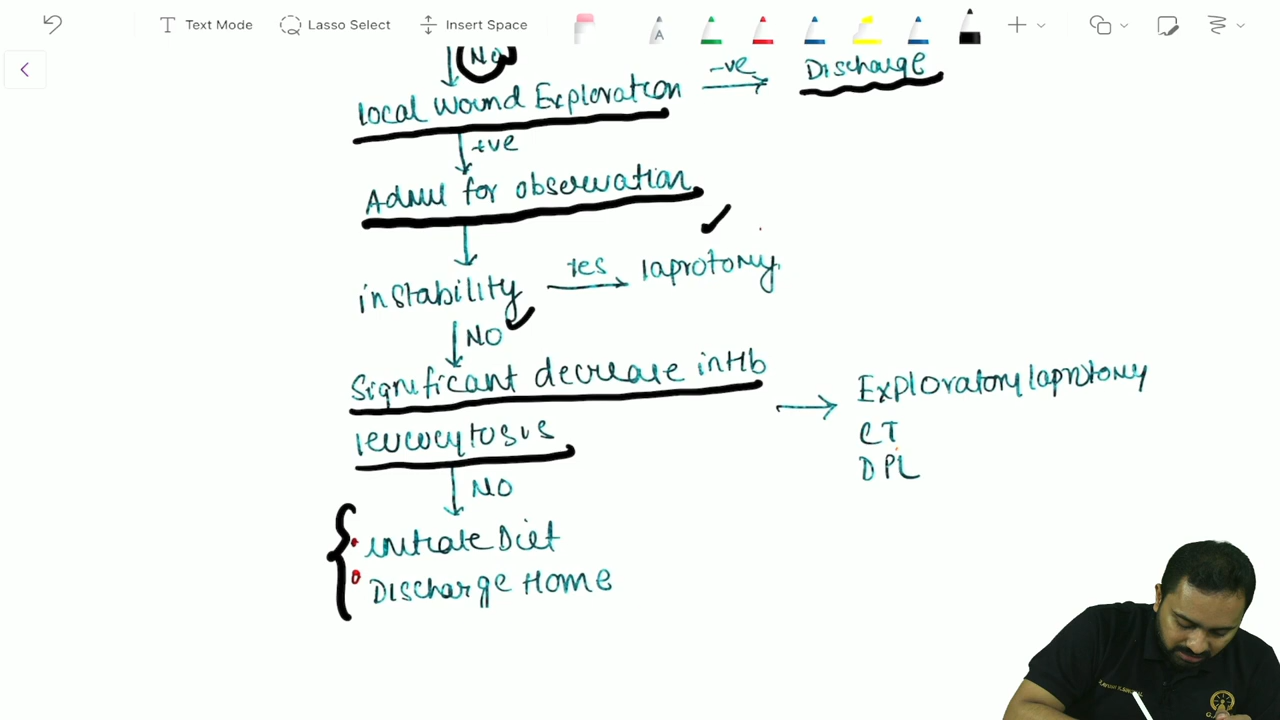 Text Mode
Lasso Select
Insert Space
A
No
Local Wound Exploration -ve Discharge
+ve
Admit for observation
instability Yes laprotomy
NO
Significant decrease in Hb
leucocytosis
Exploratory laprotomy
CT
DPL
NO
initiate Diet
Discharge Home